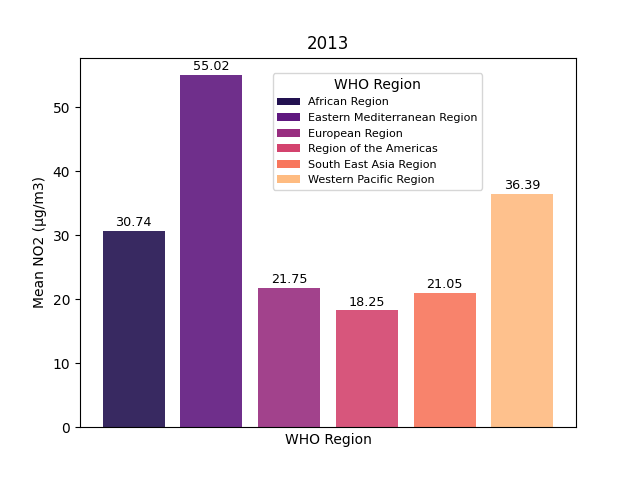 2013
55.02
WHO Region
African Region
Eastern Mediterranean Region
European Region
Region of the Americas
South East Asia Region
Western Pacific Region
36.39
30.74
21.75
21.05
18.25
Mean NO2 (µg/m3)
50
40
30
20
10
0
WHO Region